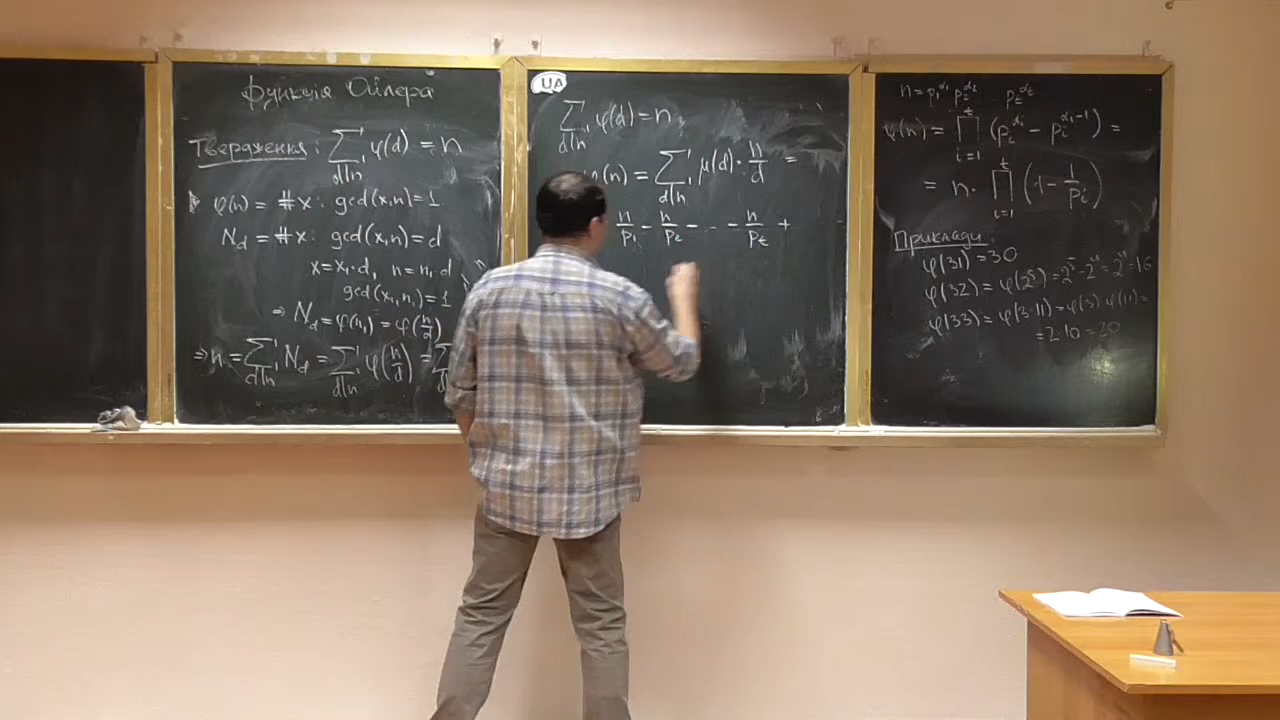 Функція Ойлера
Твердження: ∑_{d|n} φ(d) = n
φ(n) = #x: gcd(x,n)=1
N_d = #x: gcd(x,n)=d
x=x₁·d, n=n₁·d
gcd(x₁,n₁)=1
⇒ N_d=φ(n₁)=φ(n/d)
⇒ n = ∑_{d|n} N_d = ∑_{d|n} φ(n/d) = ∑
UA
∑_{d|n} φ(d)=n
φ(n) = ∑_{d|n} μ(d)·n/d =
n/p₁ - n/p₂ - ... - n/p_t +
n=p₁^{α₁} p₂^{α₂} ... p_t^{α_t}
φ(n) = ∏_{i=1}^{t} (p_i^{α_i} - p_i^{α_i-1}) =
= n · ∏_{i=1}^{t} (1 - 1/p_i)
Приклади:
φ(31)=30
φ(32)=φ(2⁵)=2⁵-2⁴=2⁴=16
φ(33)=φ(3·11)=φ(3)·φ(11)=
=2·10=20